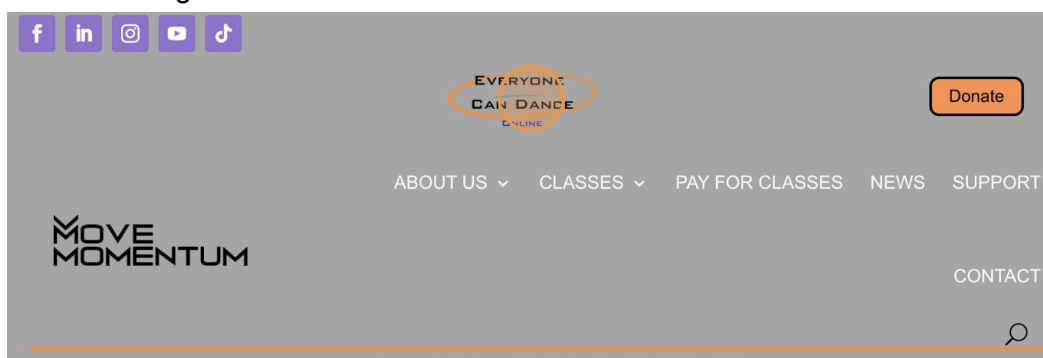 EVERYONE
CAN DANCE
ONLINE
Donate
ABOUT US CLASSES PAY FOR CLASSES NEWS SUPPORT
MOVE
MOMENTUM
CONTACT